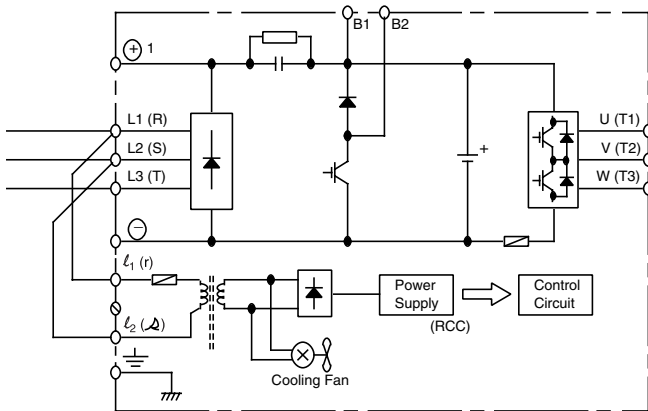 B1 B2
⊕ 1
L1 (R)
L2 (S)
L3 (T)
U (T1)
V (T2)
W (T3)
+
⊖
ℓ1 (r)
ℓ2 (s)
Power
Supply
(RCC)
Control
Circuit
Cooling Fan